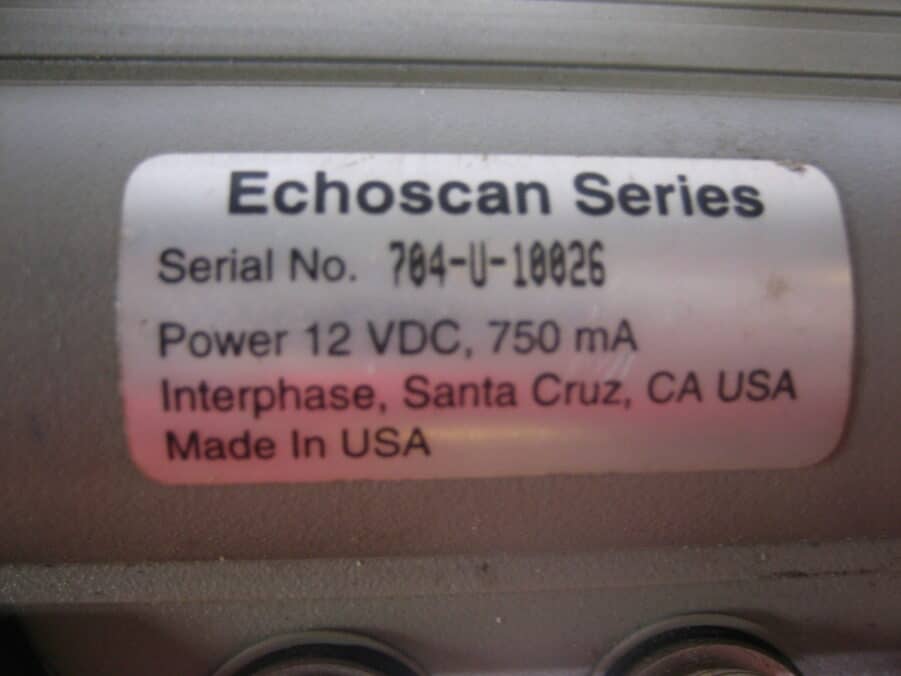 Echoscan Series
Serial No. 704-U-10026
Power 12 VDC, 750 mA
Interphase, Santa Cruz, CA USA
Made In USA